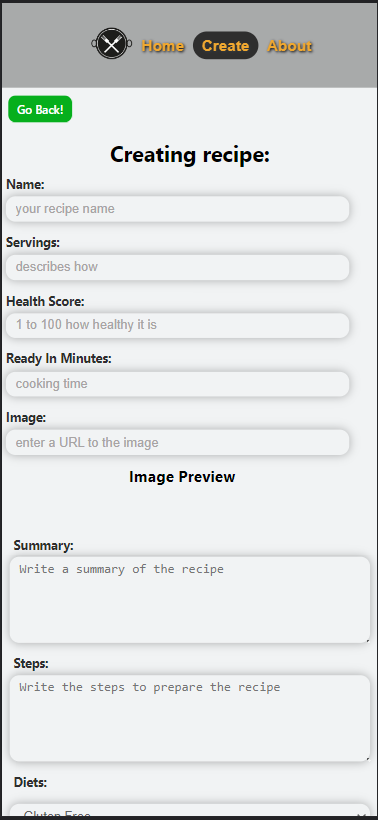 Home Create About
Go Back!
Creating recipe:
Name:
your recipe name
Servings:
describes how
Health Score:
1 to 100 how healthy it is
Ready In Minutes:
cooking time
Image:
enter a URL to the image
Image Preview
Summary:
Write a summary of the recipe
Steps:
Write the steps to prepare the recipe
Diets:
Gluten Free